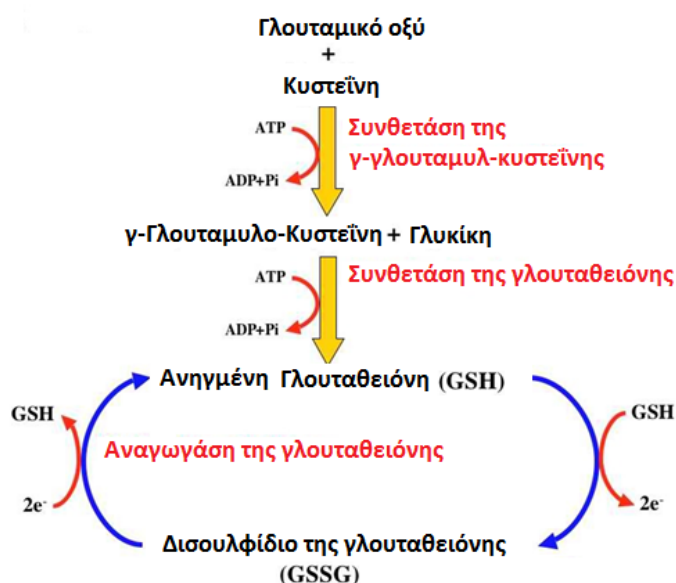 Γλουταμικό οξύ
+
Κυστεΐνη
ATP
Συνθετάση της
γ-γλουταμυλ-κυστεΐνης
ADP+Pi
γ-Γλουταμυλο-Κυστεΐνη + Γλυκίκη
ATP
Συνθετάση της γλουταθειόνης
ADP+Pi
Ανηγμένη Γλουταθειόνη (GSH)
GSH
GSH
Αναγωγάση της γλουταθειόνης
2e-
2e-
Δισουλφίδιο της γλουταθειόνης
(GSSG)